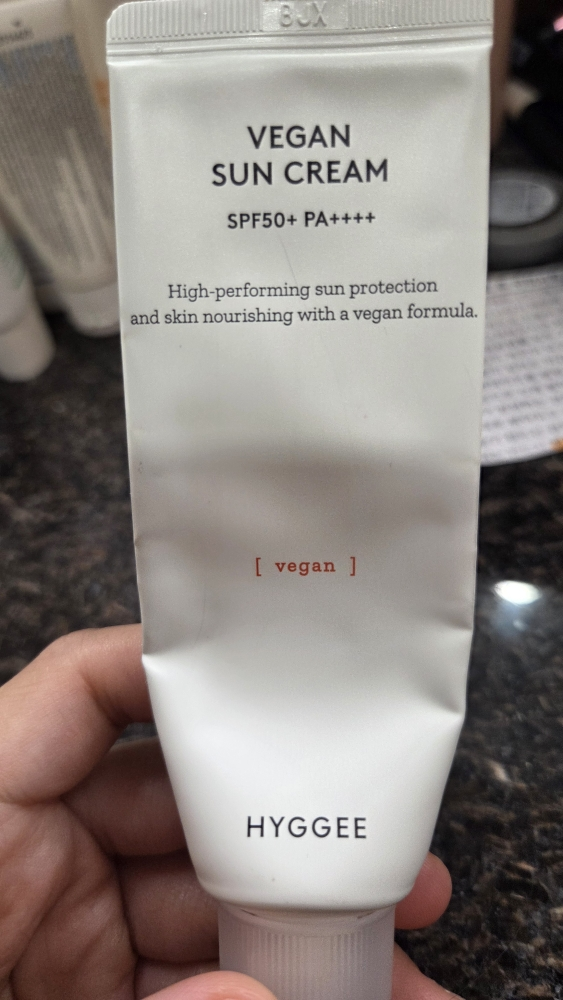 VEGAN
SUN CREAM
SPF50+ PA++++
High-performing sun protection
and skin nourishing with a vegan formula.
[ vegan ]
HYGGEE